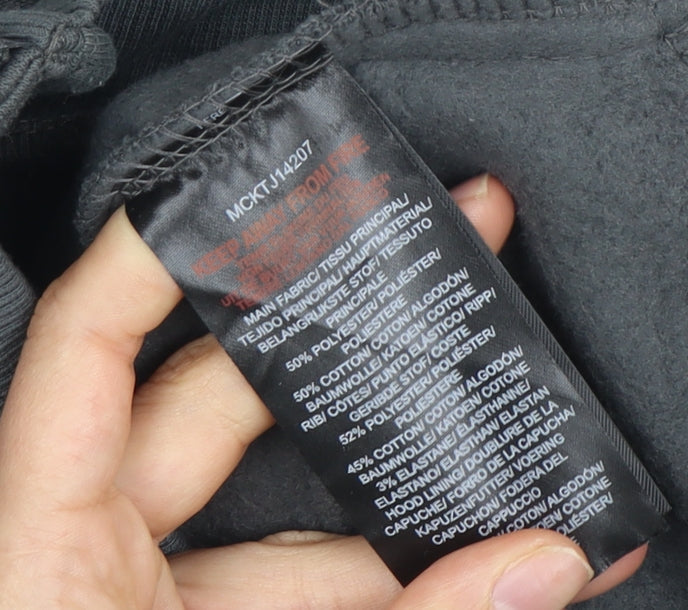 MCKTJ14207
KEEP AWAY FROM FIRE
MAIN FABRIC/ TISSU PRINCIPAL/
TEJIDO PRINCIPAL/ HAUPTMATERIAL/
BELANGRIJKSTE STOF/ TESSUTO
PRINCIPALE
50% POLYESTER/ POLIÉSTER/
POLIESTERE
50% COTTON/ COTON/ ALGODÓN/
BAUMWOLLE/ KATOEN/ COTONE
RIB/ CÔTES/ PUNTO ELÁSTICO/ RIPP/
GERIBDE STOF/ COSTE
52% POLYESTER/ POLIÉSTER/
POLIESTERE
45% COTTON/ COTON/ ALGODÓN/
BAUMWOLLE/ KATOEN/ COTONE
3% ELASTANE/ ÉLASTHANNE/
ELASTANO/ ELASTHAN/ ELASTAN
HOOD LINING/ DOUBLURE DE LA
CAPUCHE/ FORRO DE LA CAPUCHA/
KAPUZENFUTTER/ VOERING
CAPUCHON/ FODERA DEL
CAPPUCCIO
COTON/ ALGODÓN/
COTONE